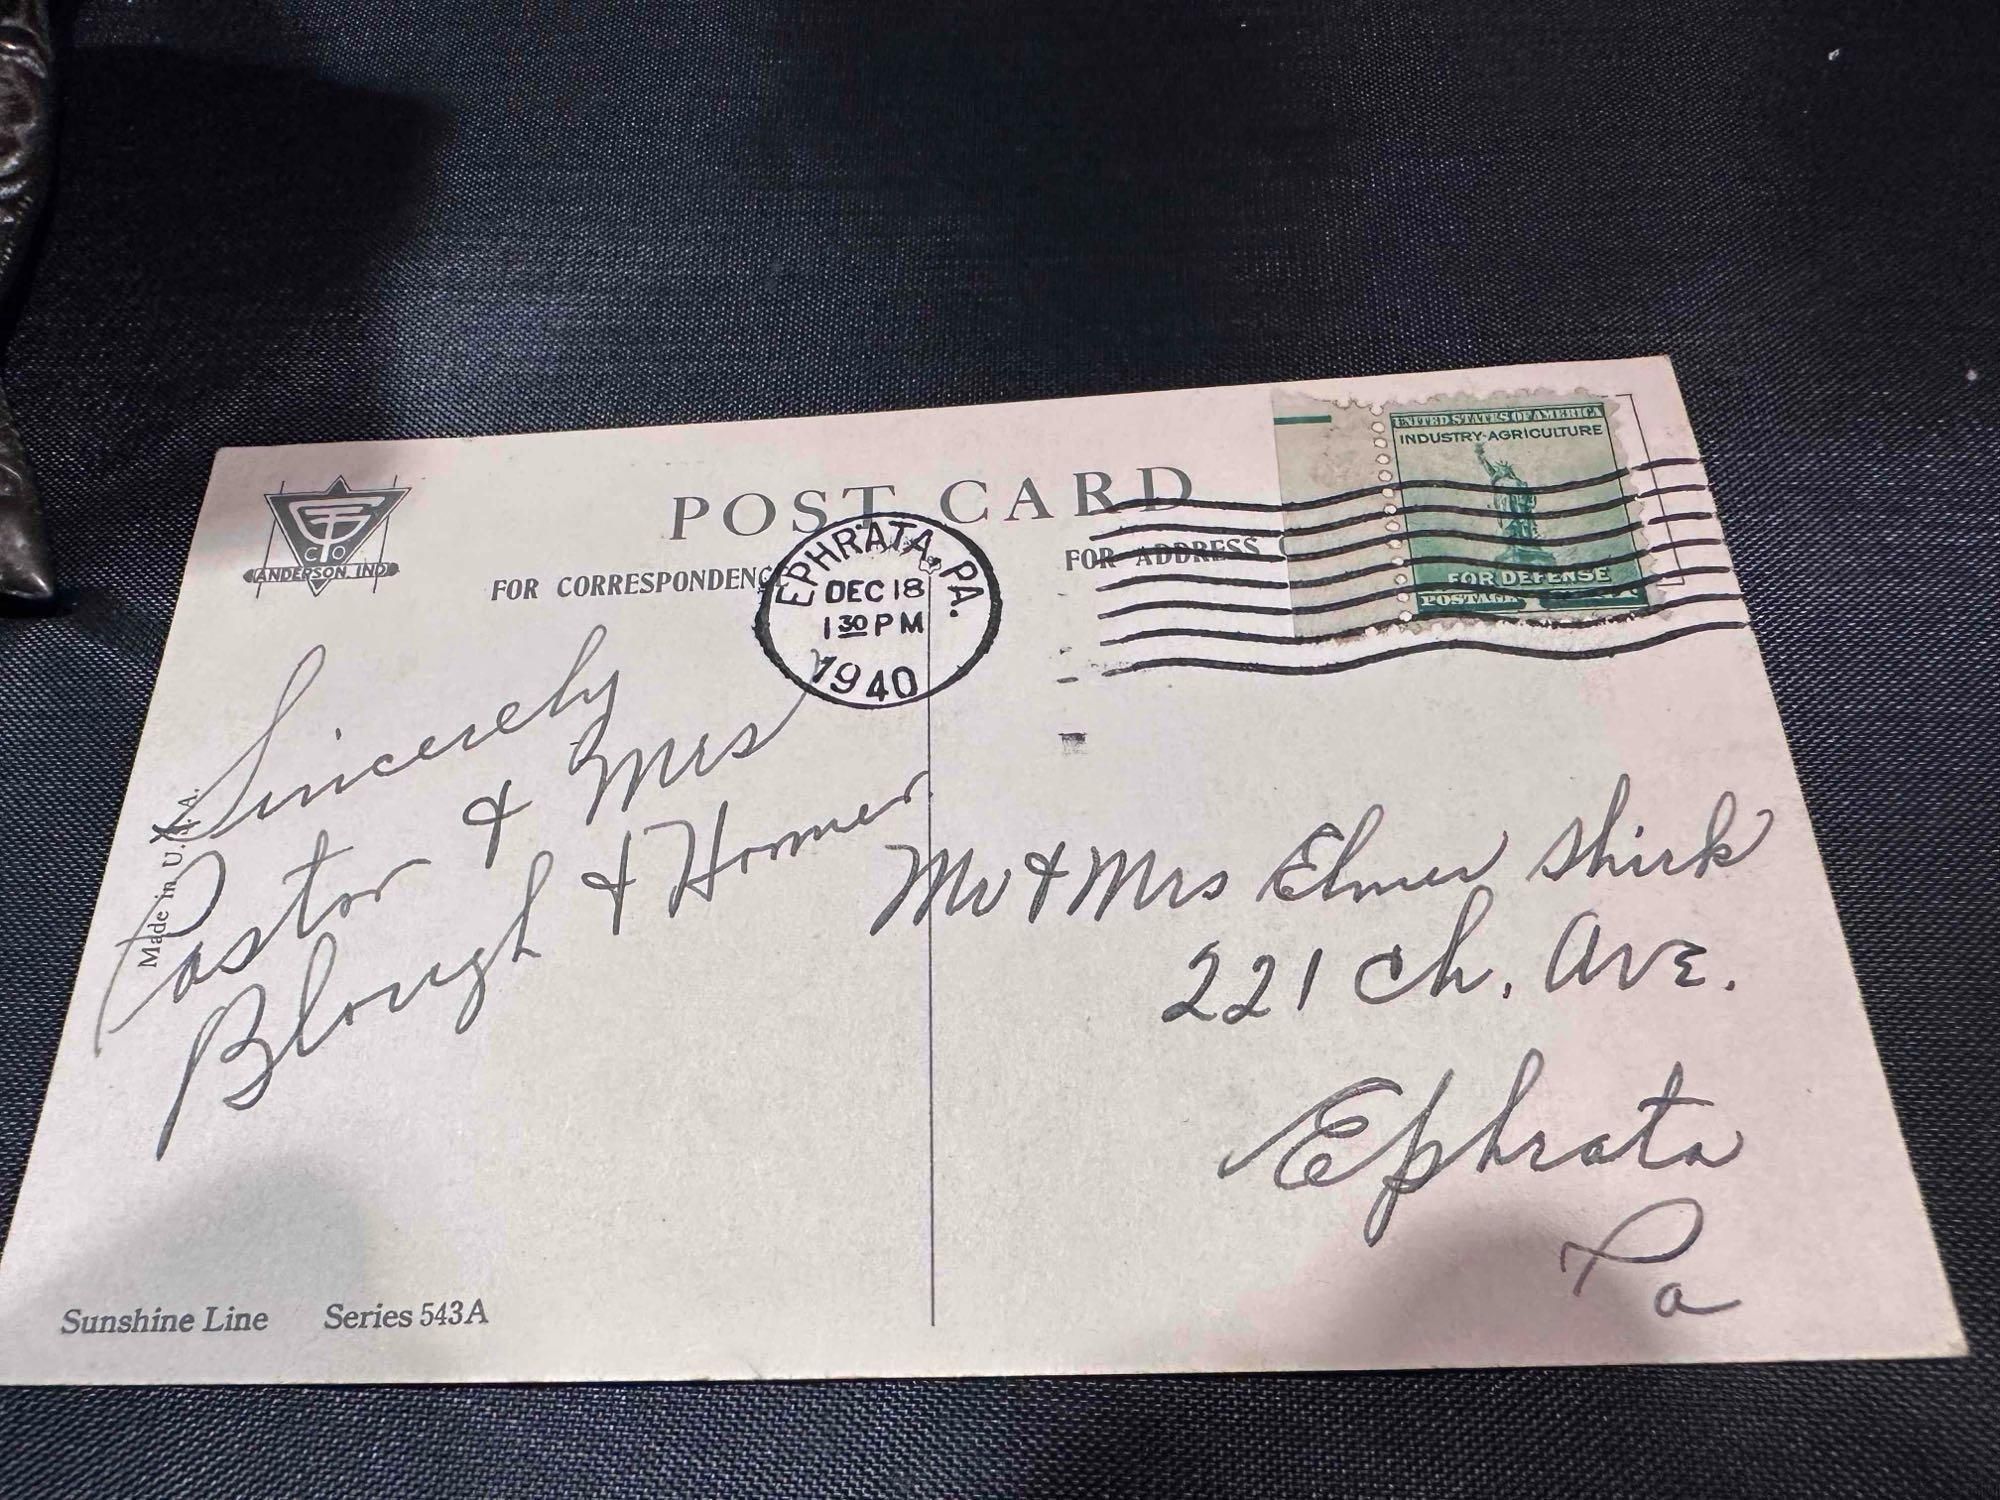 GTW
CO
ANDERSON, IND
POST CARD
FOR CORRESPONDENC
FOR ADDRESS
EPHRATA, PA.
DEC 18
1 30 PM
1940
UNITED STATES OF AMERICA
INDUSTRY-AGRICULTURE
FOR DEFENSE
POSTAGE
Made in U.S.A.
Sincerely
Pastor & Mrs
Blough & Homer
Mr & Mrs Elmer Shirk
221 Ch. Ave.
Ephrata
Pa
Sunshine Line Series 543A